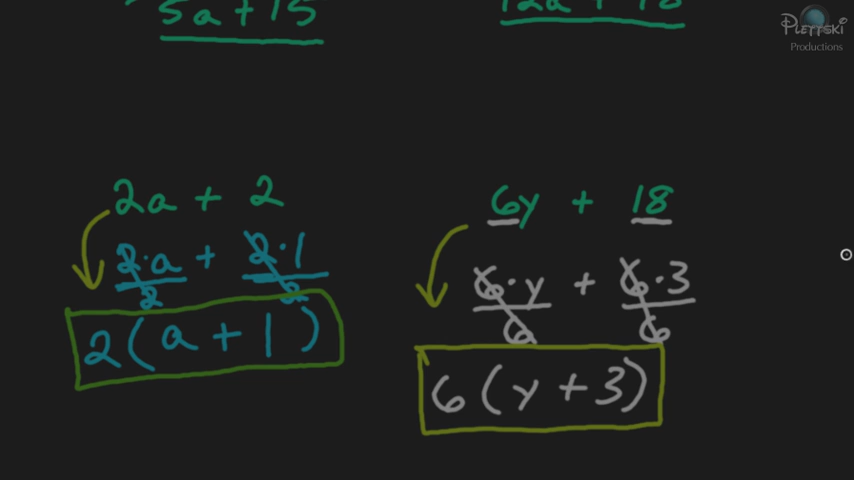 5a + 15
12a + 18
PLEPPSKI
Productions
2a + 2
2·a + 2·1
2 2
2(a + 1)
6y + 18
6·y + 6·3
6 6
6(y + 3)